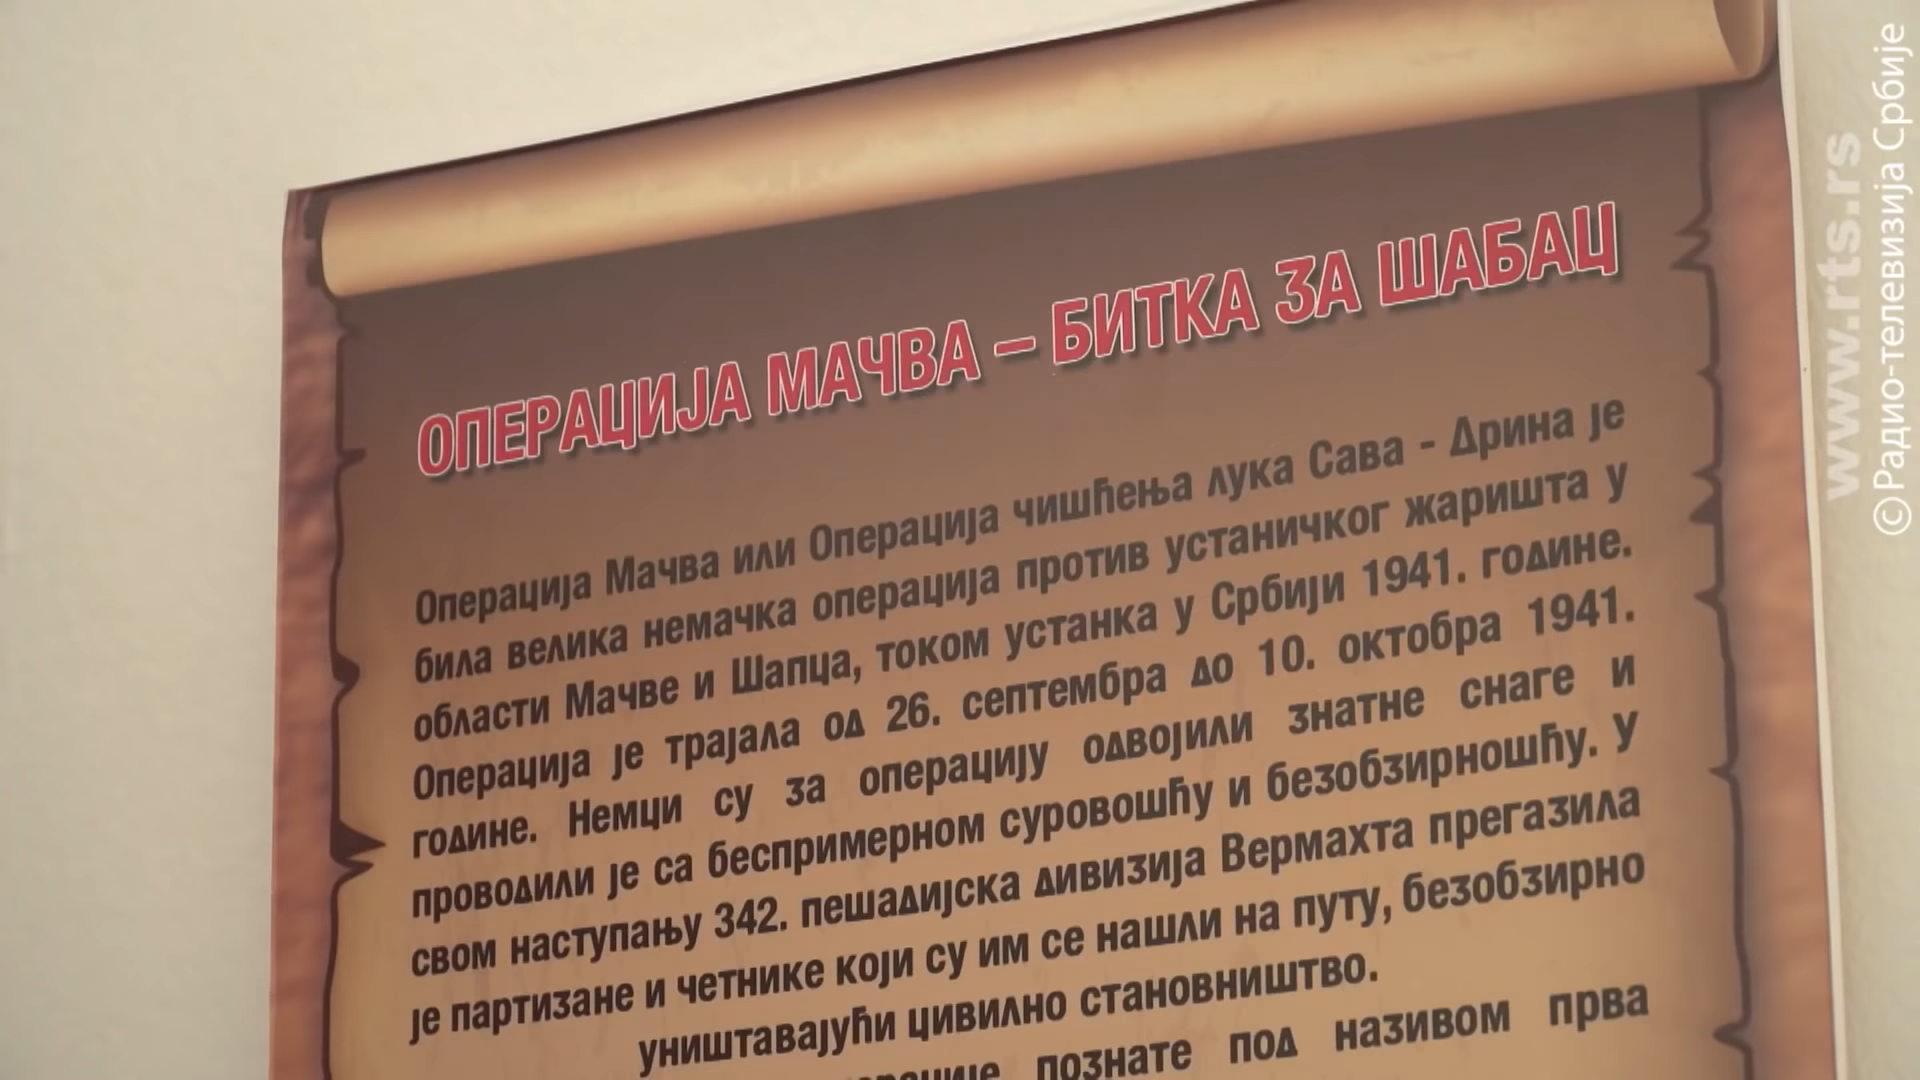 ОПЕРАЦИЈА МАЧВА – БИТКА ЗА ШАБАЦ
Операција Мачва или Операција чишћења лука Сава - Дрина је
била велика немачка операција против устаничког жаришта у
области Мачве и Шапца, током устанка у Србији 1941. године.
Операција је трајала од 26. септембра до 10. октобра 1941.
године. Немци су за операцију одвојили знатне снаге и
проводили је са беспримерном суровошћу и безобзирношћу. У
свом наступању 342. пешадијска дивизија Вермахта прегазила
је партизане и четнике који су им се нашли на путу, безобзирно
уништавајући цивилно становништво.
познате под називом прва
www.rts.rs
©Радио-телевизија Србије